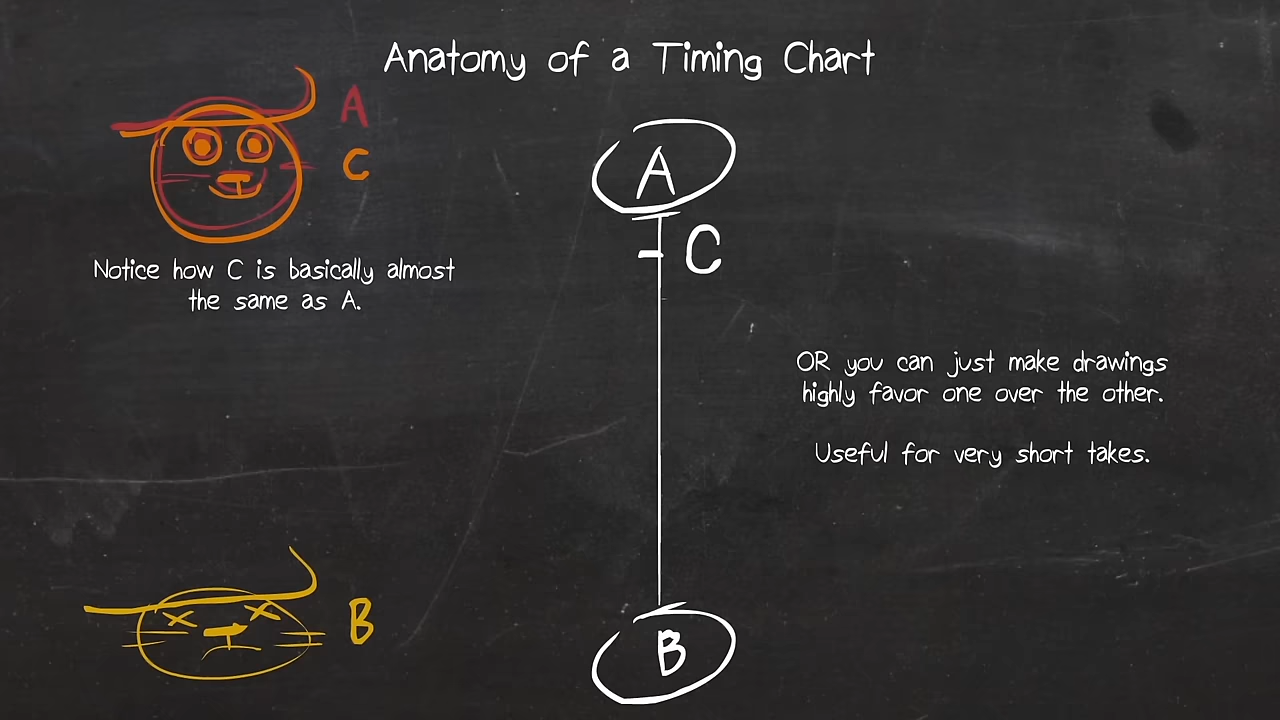 Anatomy of a Timing Chart
A
C
Notice how C is basically almost
the same as A.
A
C
OR you can just make drawings
highly favor one over the other.
Useful for very short takes.
B
B